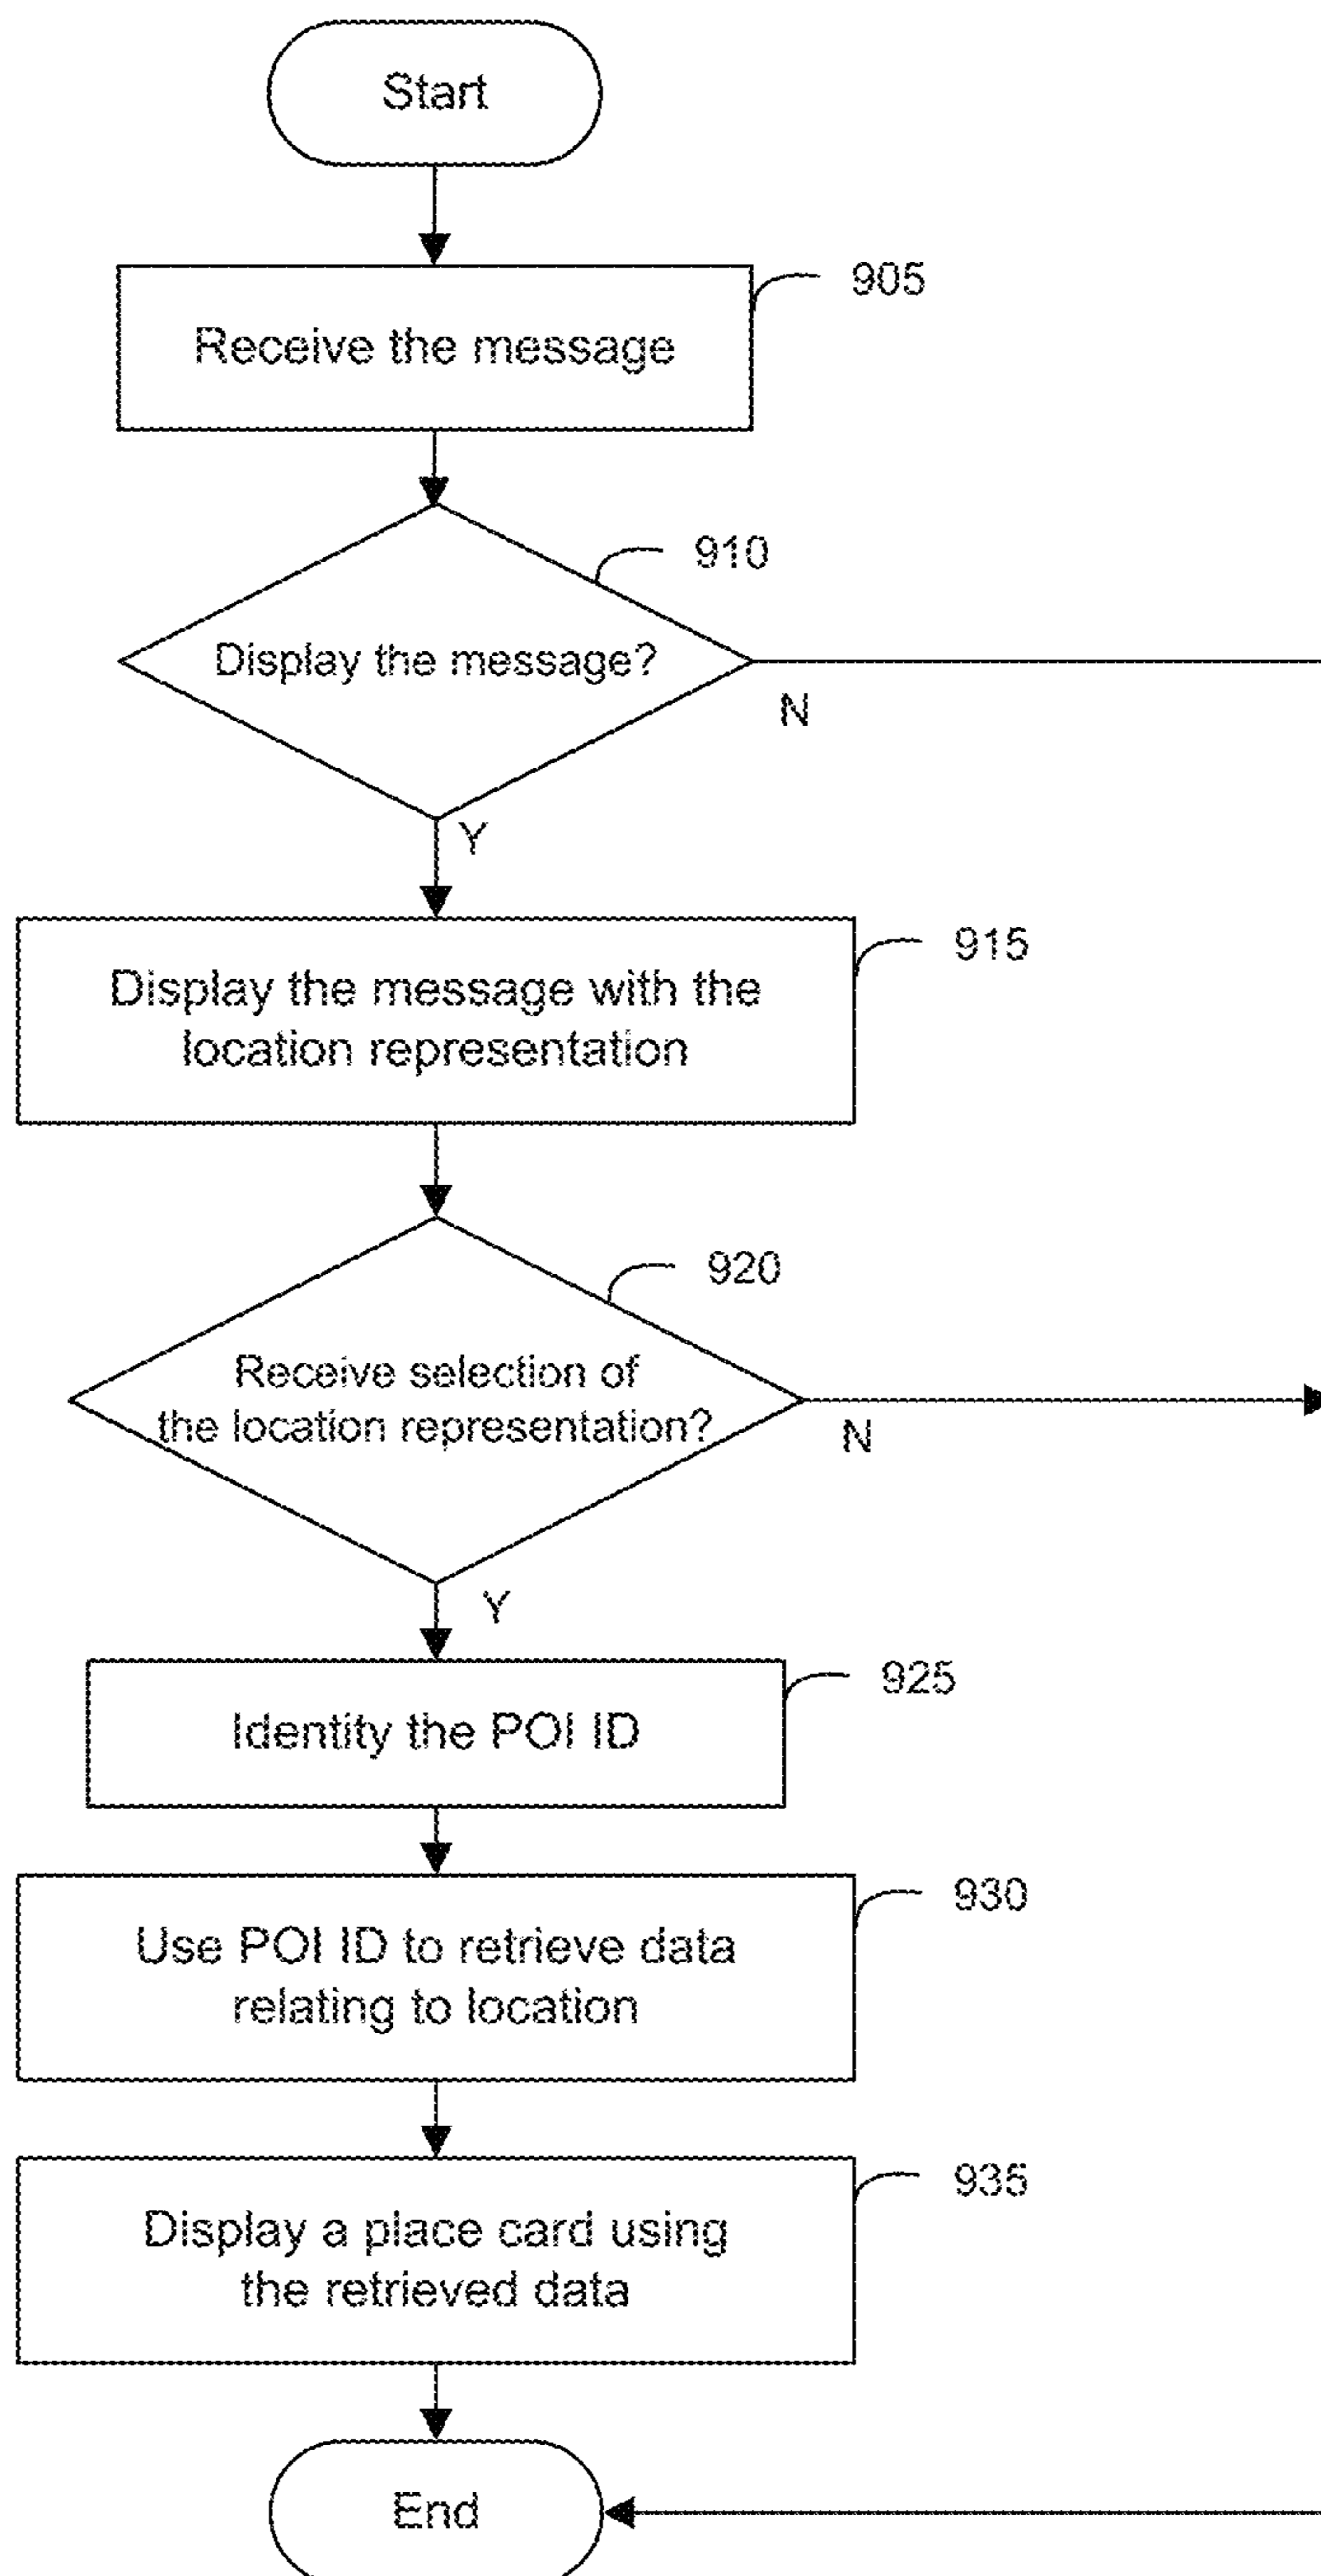 Start
Receive the message
905
Display the message?
910
N
Y
Display the message with the
location representation
915
Receive selection of
the location representation?
920
N
Y
Identity the POI ID
925
Use POI ID to retrieve data
relating to location
930
Display a place card using
the retrieved data
935
End